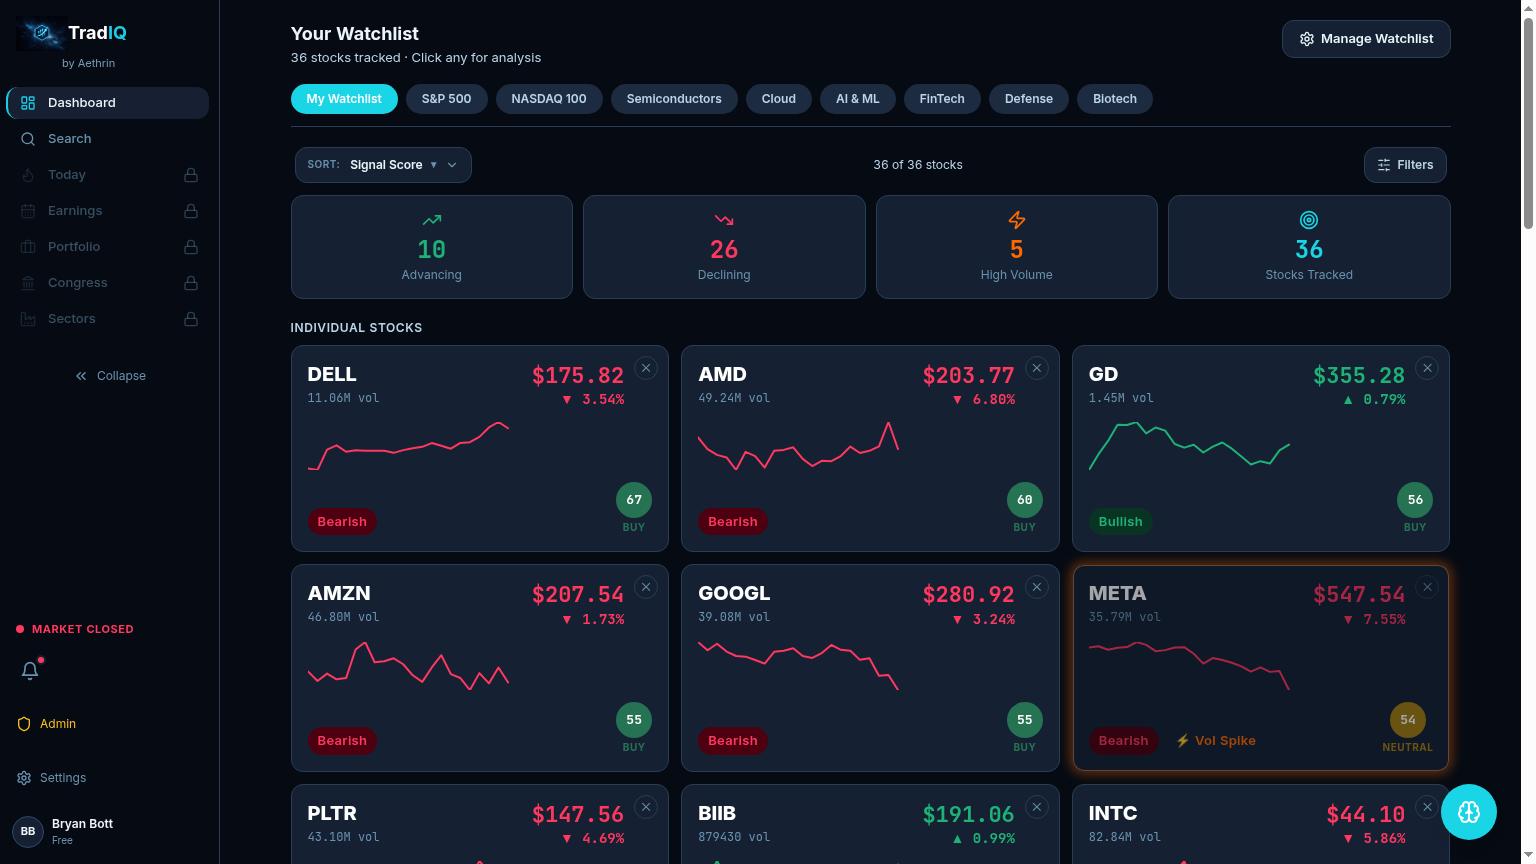 TradIQ
by Aethrin
Dashboard
Search
Today
Earnings
Portfolio
Congress
Sectors
Collapse
MARKET CLOSED
Admin
Settings
BB
Bryan Bott
Free
Your Watchlist
36 stocks tracked · Click any for analysis
Manage Watchlist
My Watchlist
S&P 500
NASDAQ 100
Semiconductors
Cloud
AI & ML
FinTech
Defense
Biotech
SORT: Signal Score ▼
36 of 36 stocks
Filters
10
Advancing
26
Declining
5
High Volume
36
Stocks Tracked
INDIVIDUAL STOCKS
DELL
$175.82
11.06M vol
▼ 3.54%
67
Bearish
BUY
AMD
$203.77
49.24M vol
▼ 6.80%
60
Bearish
BUY
GD
$355.28
1.45M vol
▲ 0.79%
56
Bullish
BUY
AMZN
$207.54
46.80M vol
▼ 1.73%
55
Bearish
BUY
GOOGL
$280.92
39.08M vol
▼ 3.24%
55
Bearish
BUY
META
$547.54
35.79M vol
▼ 7.55%
54
Bearish
⚡ Vol Spike
NEUTRAL
PLTR
$147.56
43.10M vol
▼ 4.69%
BIIB
$191.06
879430 vol
▲ 0.99%
INTC
$44.10
82.84M vol
▼ 5.86%